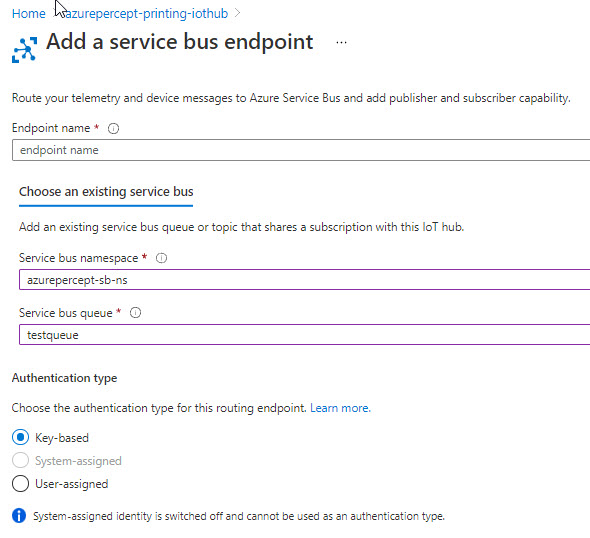 Home > azurepercept-printing-iothub >
Add a service bus endpoint ...
Route your telemetry and device messages to Azure Service Bus and add publisher and subscriber capability.
Endpoint name *
endpoint name
Choose an existing service bus
Add an existing service bus queue or topic that shares a subscription with this IoT hub.
Service bus namespace *
azurepercept-sb-ns
Service bus queue *
testqueue
Authentication type
Choose the authentication type for this routing endpoint. Learn more.
Key-based
System-assigned
User-assigned
System-assigned identity is switched off and cannot be used as an authentication type.